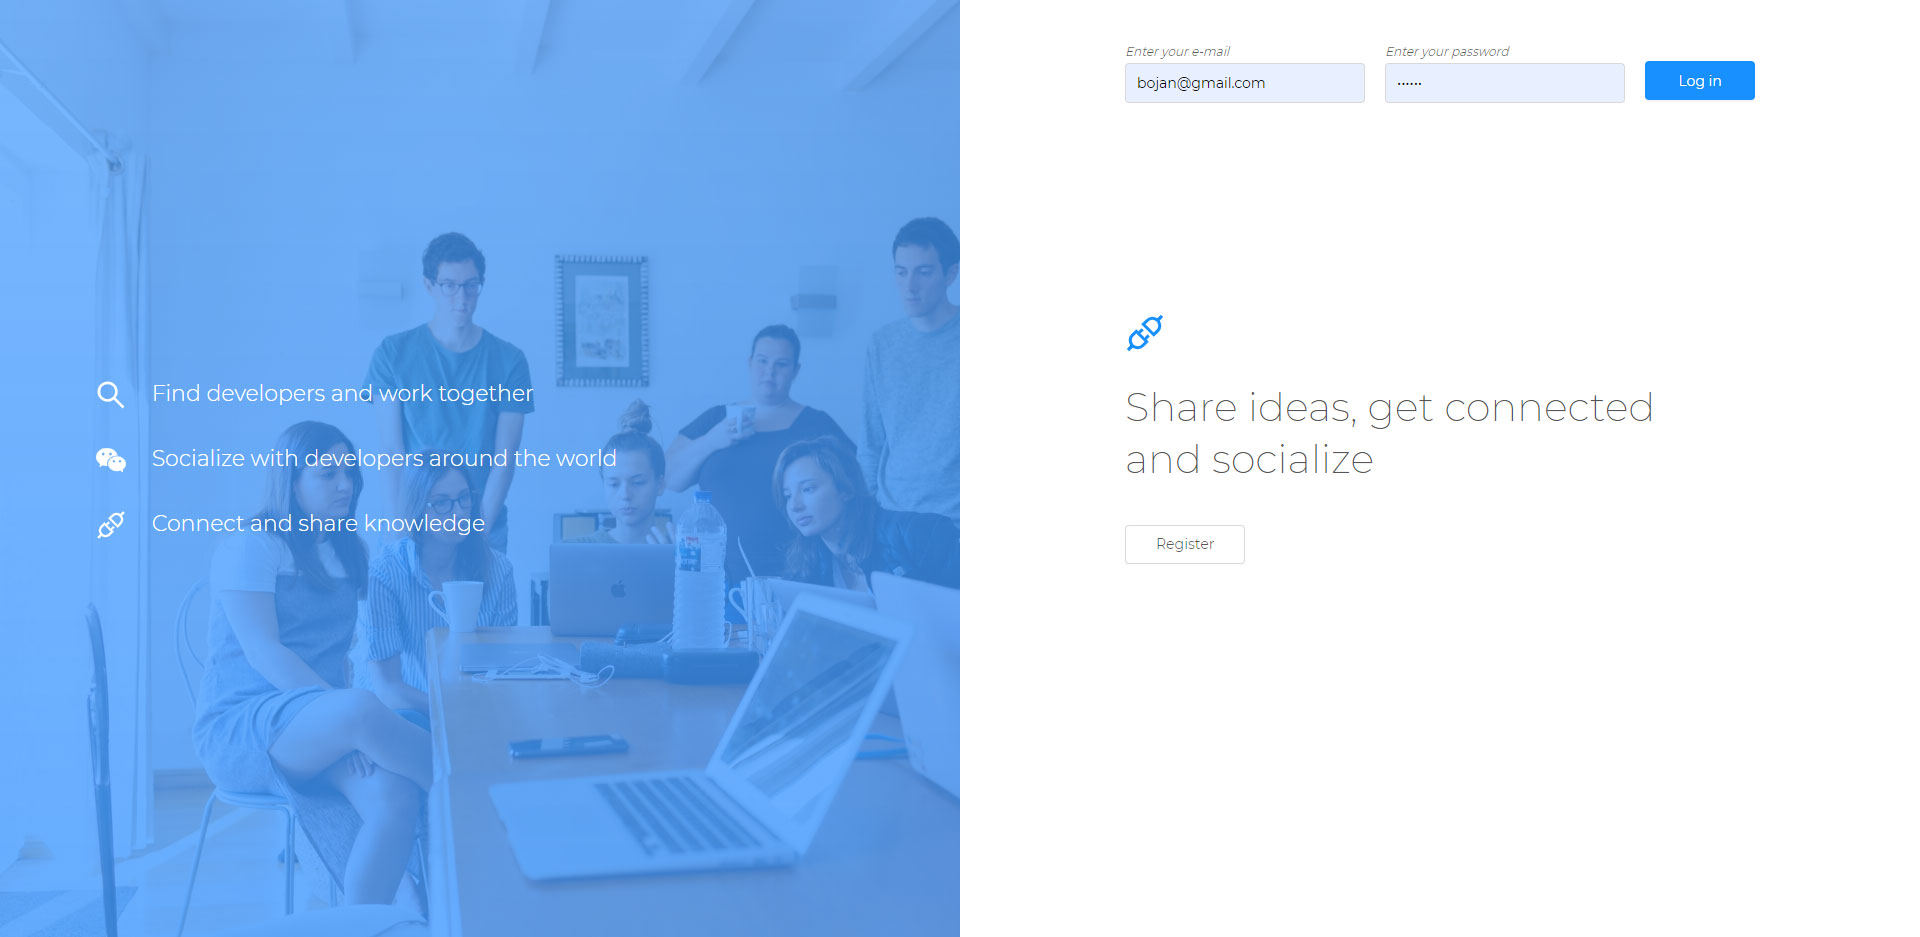 Find developers and work together
Socialize with developers around the world
Connect and share knowledge
Enter your e-mail
Enter your password
bojan@gmail.com
••••••
Log in
Share ideas, get connected
and socialize
Register